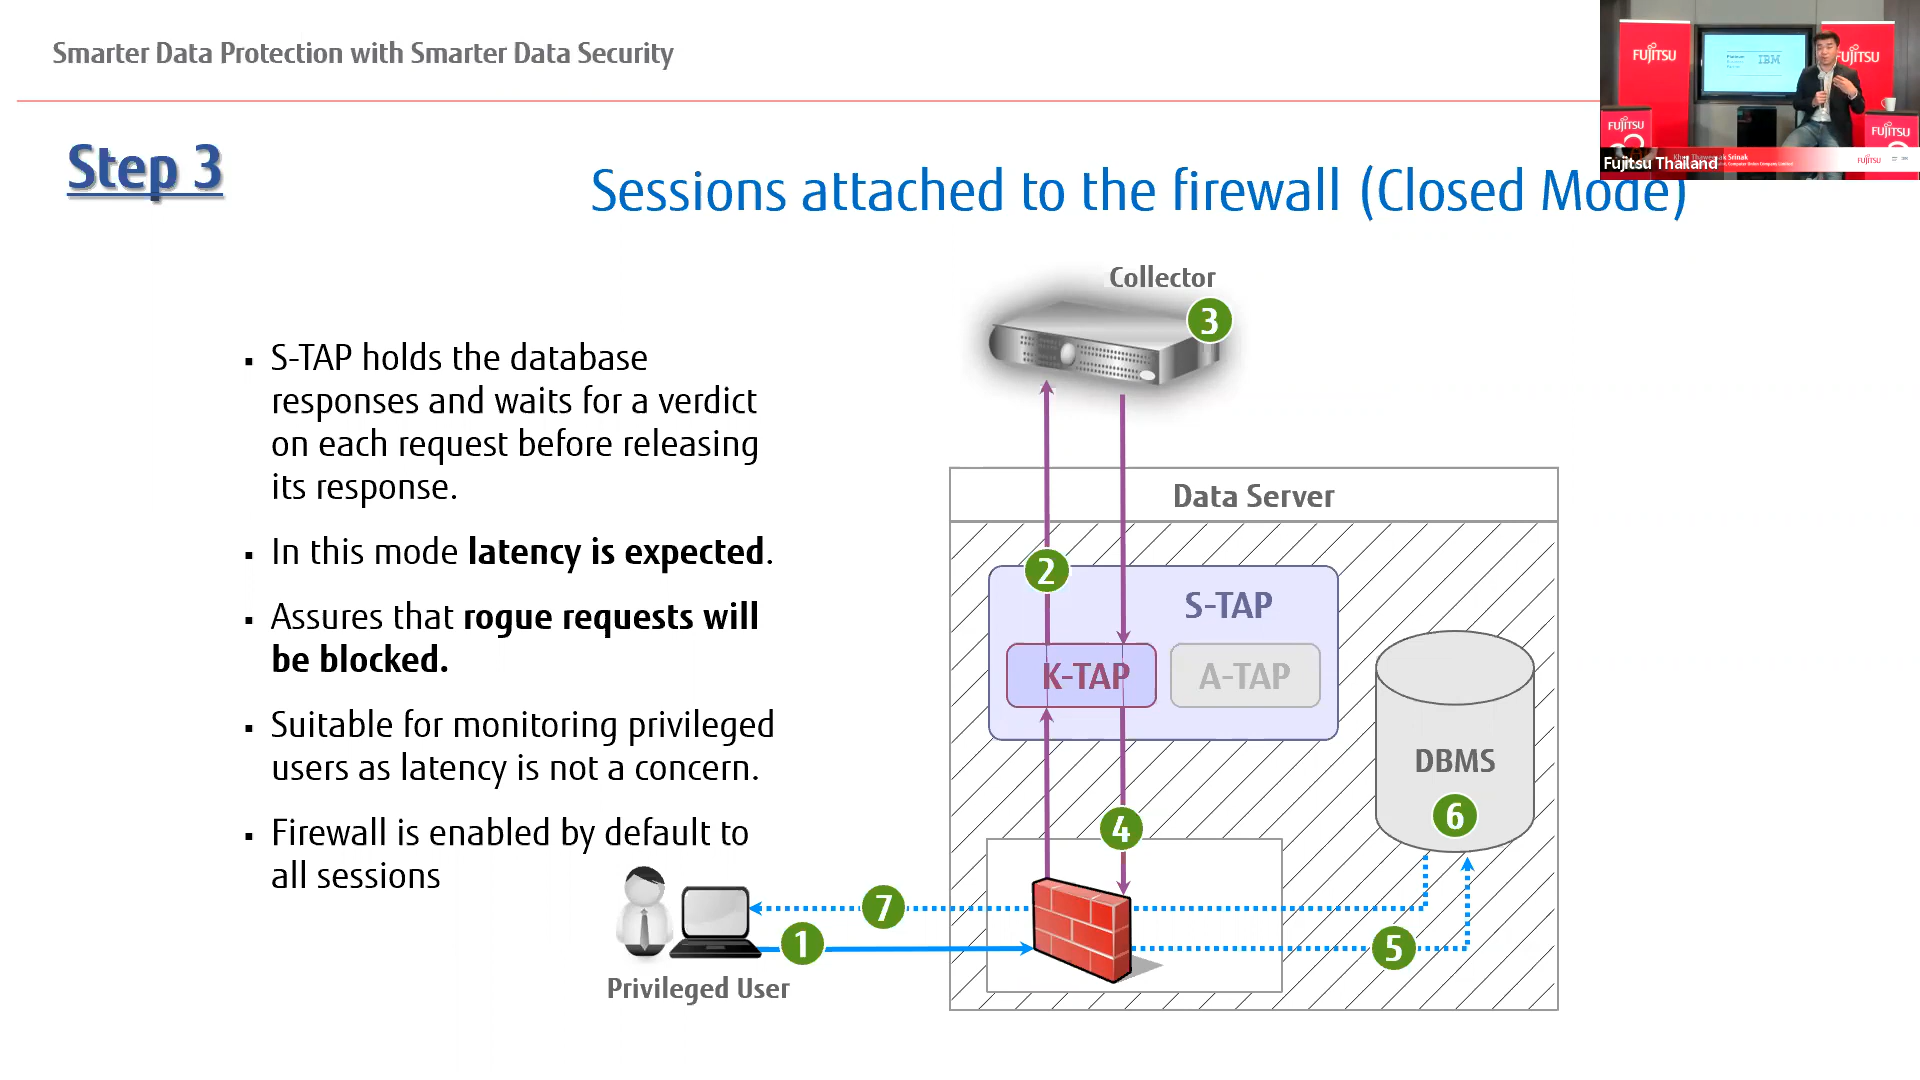 Smarter Data Protection with Smarter Data Security
FUJITSU
IBM
FUJITSU
FUJITSU
FUJITSU
Fujitsu Thailand
FUJITSU
Step 3
Sessions attached to the firewall (Closed Mode)
Collector
3
▪ S-TAP holds the database
responses and waits for a verdict
on each request before releasing
its response.
▪ In this mode latency is expected.
▪ Assures that rogue requests will
be blocked.
▪ Suitable for monitoring privileged
users as latency is not a concern.
▪ Firewall is enabled by default to
all sessions
Data Server
2
S-TAP
K-TAP
A-TAP
DBMS
6
4
7
1
5
Privileged User